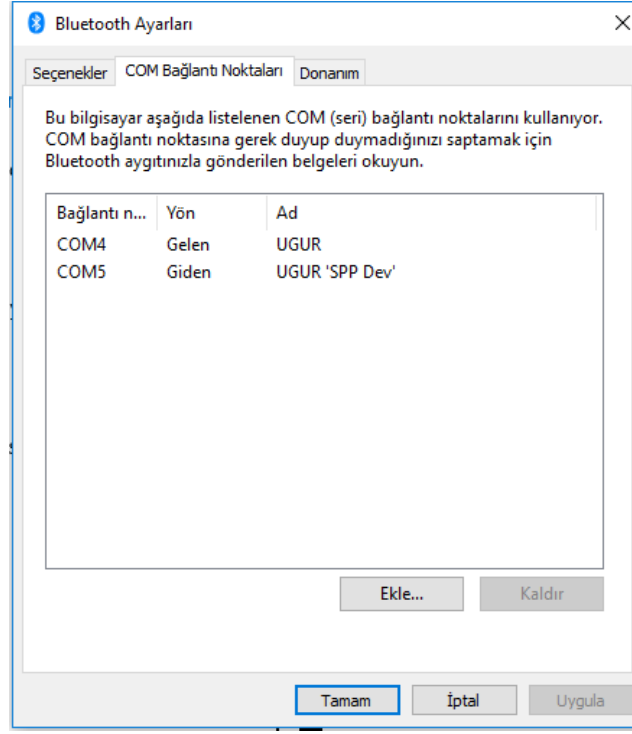 Bluetooth Ayarları
Seçenekler COM Bağlantı Noktaları Donanım
Bu bilgisayar aşağıda listelenen COM (seri) bağlantı noktalarını kullanıyor.
COM bağlantı noktasına gerek duyup duymadığınızı saptamak için
Bluetooth aygıtınızla gönderilen belgeleri okuyun.
Bağlantı n... Yön Ad
COM4 Gelen UGUR
COM5 Giden UGUR 'SPP Dev'
Ekle... Kaldır
Tamam İptal Uygula